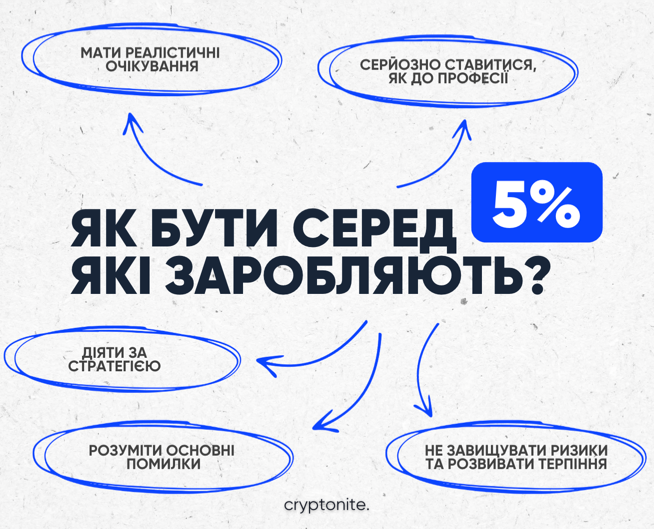 МАТИ РЕАЛІСТИЧНІ
ОЧІКУВАННЯ
СЕРЙОЗНО СТАВИТИСЯ,
ЯК ДО ПРОФЕСІЇ
ЯК БУТИ СЕРЕД 5%
ЯКІ ЗАРОБЛЯЮТЬ?
ДІЯТИ ЗА
СТРАТЕГІЄЮ
РОЗУМІТИ ОСНОВНІ
ПОМИЛКИ
НЕ ЗАВИЩУВАТИ РИЗИКИ
ТА РОЗВИВАТИ ТЕРПІННЯ
cryptonite.